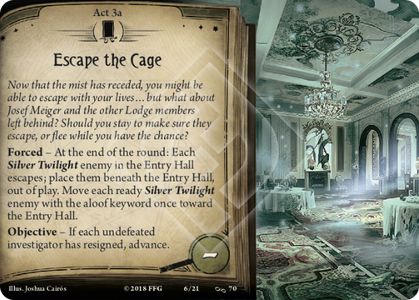 Act 3a
Escape the Cage
Now that the mist has receded, you might be
able to escape with your lives…but what about
Josef Meiger and the other Lodge members
left behind? Should you stay to make sure they
escape, or flee while you have the chance?
Forced – At the end of the round: Each
Silver Twilight enemy in the Entry Hall
escapes; place them beneath the Entry Hall,
out of play. Move each ready Silver Twilight
enemy with the aloof keyword once toward
the Entry Hall.
Objective – If each undefeated
investigator has resigned, advance.
–
Illus. Joshua Cairós
©2018 FFG
6/21
70